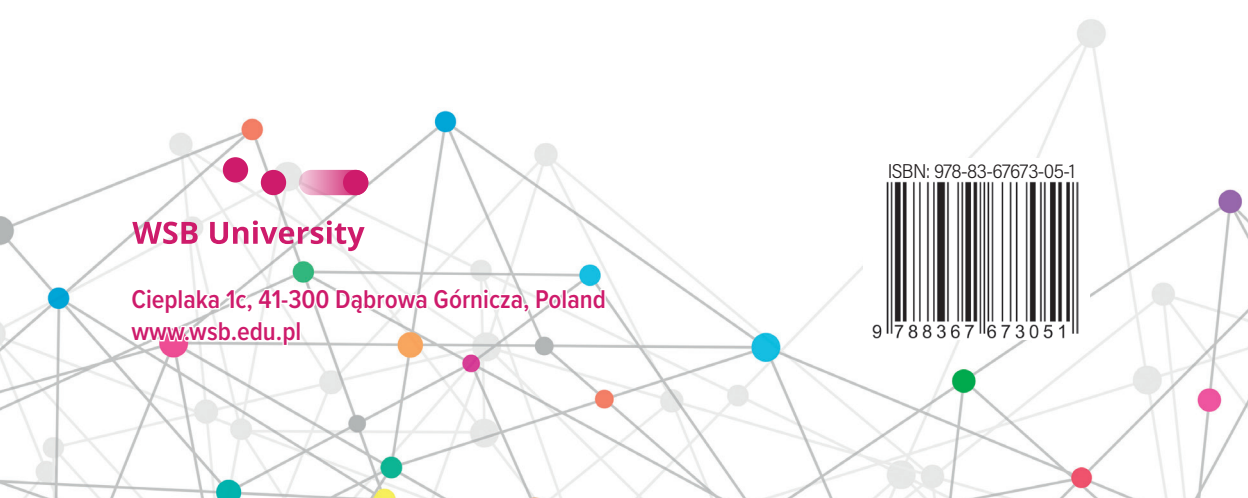 WSB University
Cieplaka 1c, 41-300 Dąbrowa Górnicza, Poland
www.wsb.edu.pl
ISBN: 978-83-67673-05-1
9 788367 673051